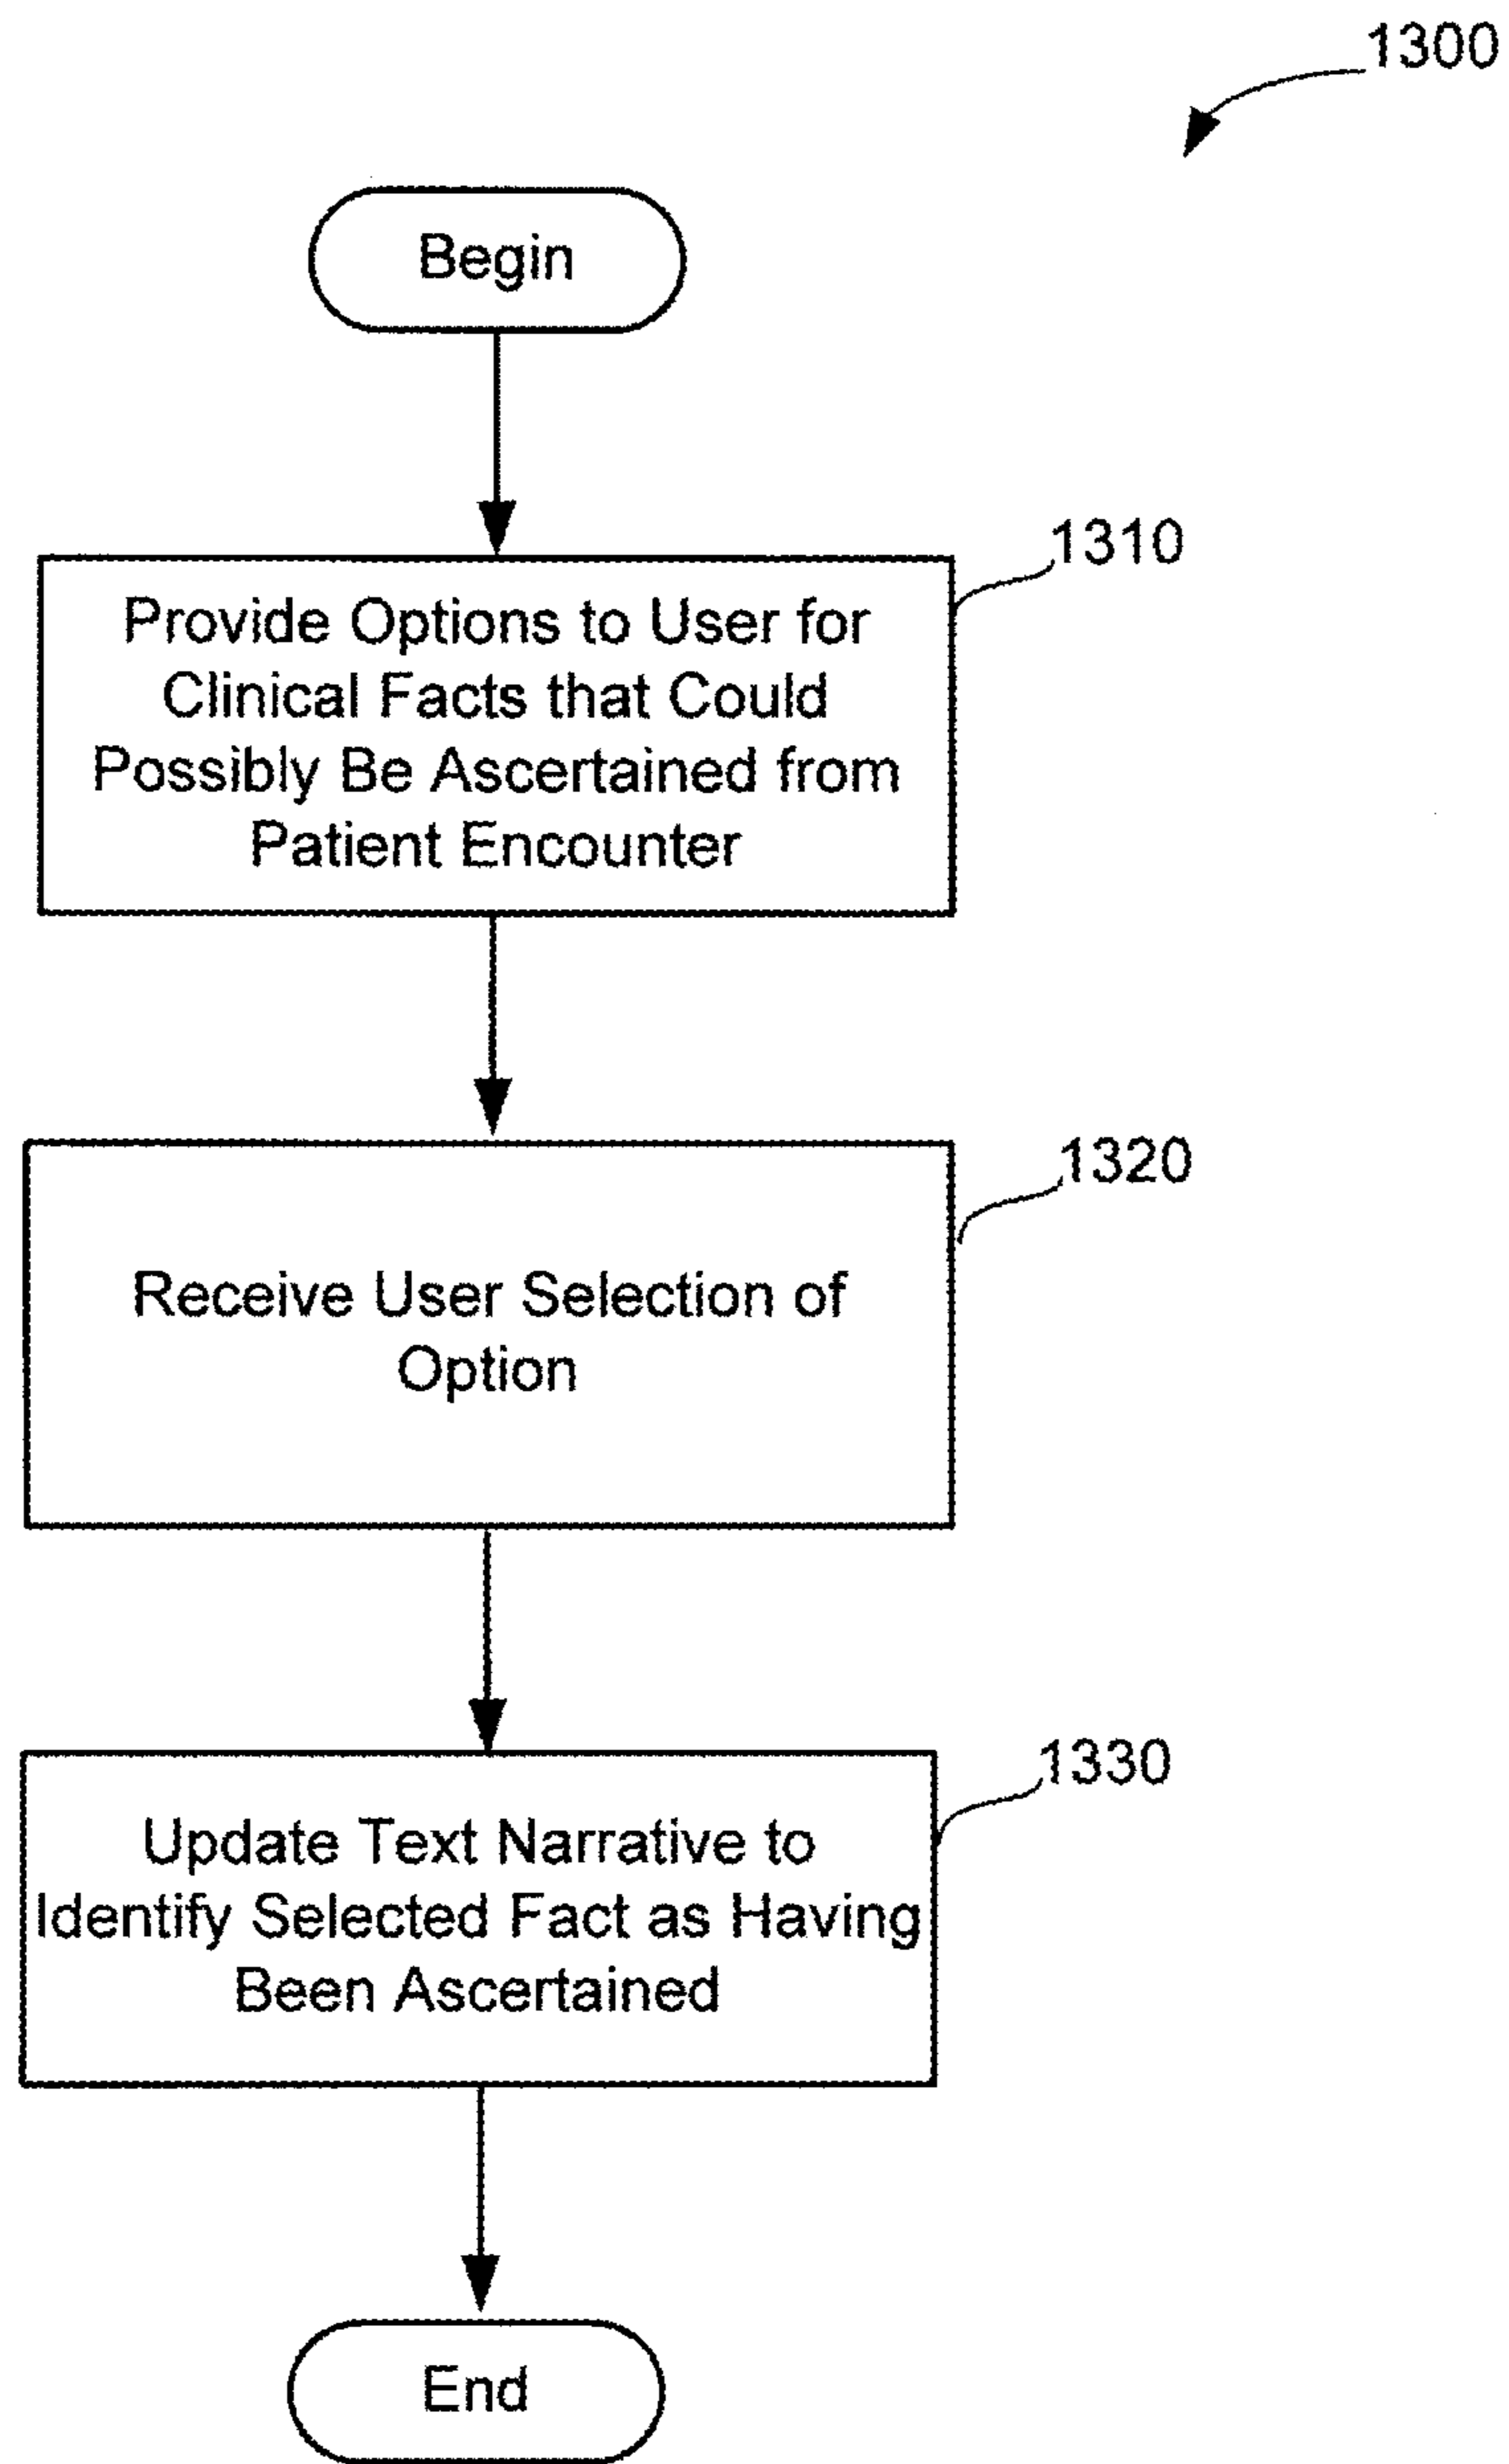 1300
Begin
1310
Provide Options to User for
Clinical Facts that Could
Possibly Be Ascertained from
Patient Encounter
1320
Receive User Selection of
Option
1330
Update Text Narrative to
Identify Selected Fact as Having
Been Ascertained
End